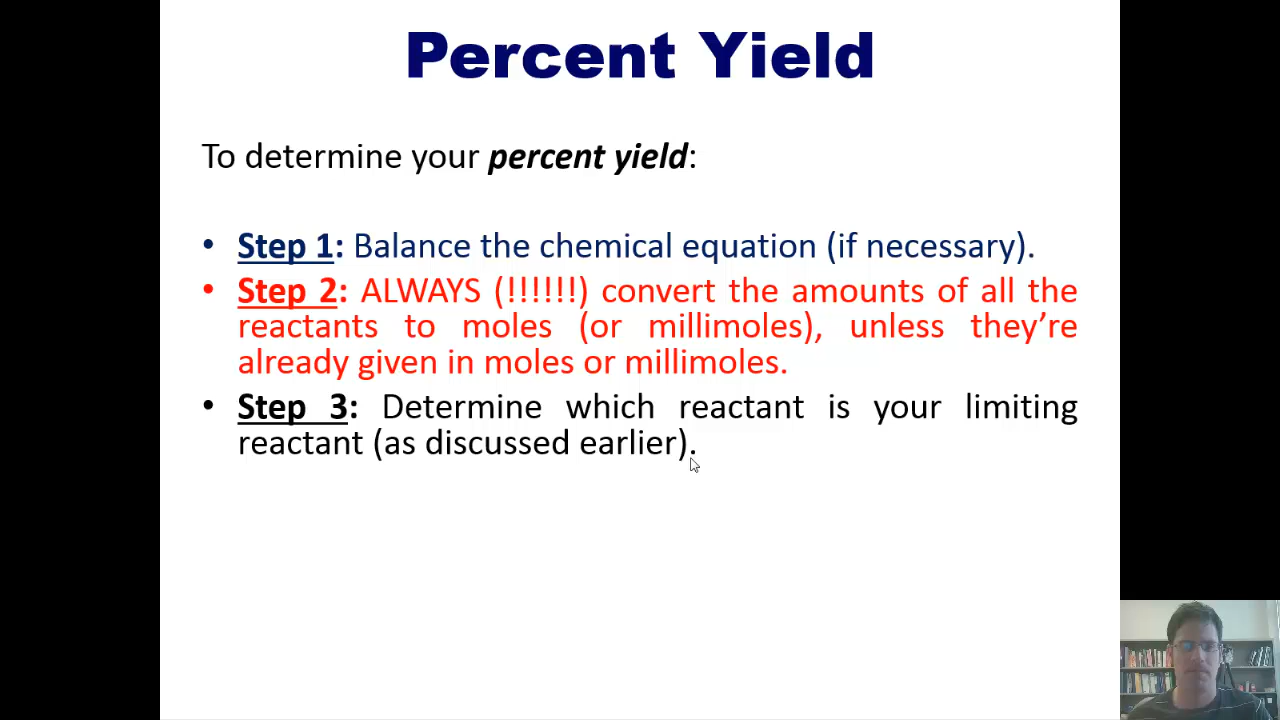 Percent Yield
To determine your percent yield:
• Step 1: Balance the chemical equation (if necessary).
• Step 2: ALWAYS (!!!!!!) convert the amounts of all the
reactants to moles (or millimoles), unless they’re
already given in moles or millimoles.
• Step 3: Determine which reactant is your limiting
reactant (as discussed earlier).